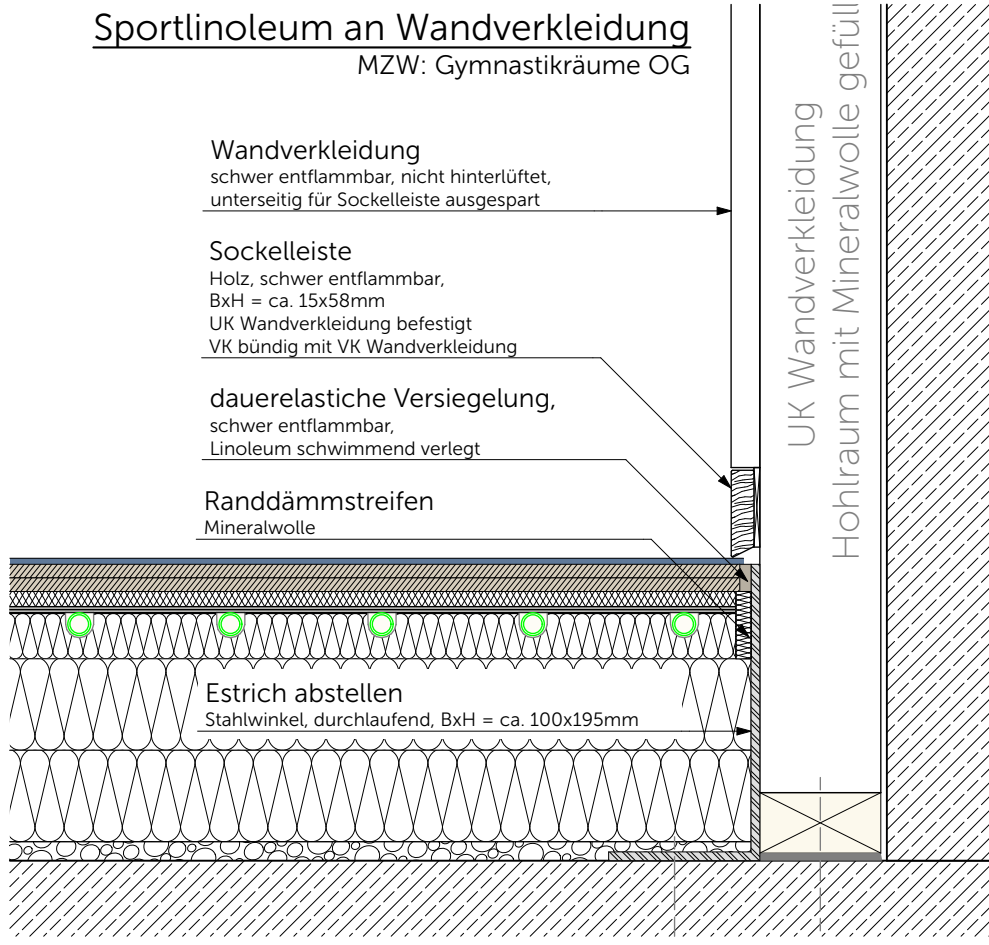 Sportlinoleum an Wandverkleidung
MZW: Gymnastikräume OG
Wandverkleidung
schwer entflammbar, nicht hinterlüftet,
unterseitig für Sockelleiste ausgespart
Sockelleiste
Holz, schwer entflammbar,
BxH = ca. 15x58mm
UK Wandverkleidung befestigt
VK bündig mit VK Wandverkleidung
dauerelastiche Versiegelung,
schwer entflammbar,
Linoleum schwimmend verlegt
Randdämmstreifen
Mineralwolle
Estrich abstellen
Stahlwinkel, durchlaufend, BxH = ca. 100x195mm
UK Wandverkleidung
Hohlraum mit Mineralwolle